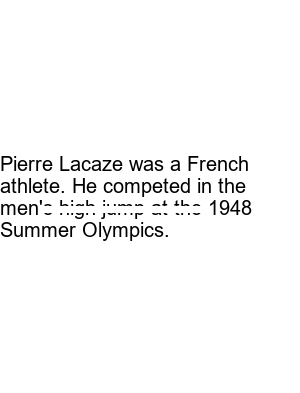 Pierre Lacaze was a French
athlete. He competed in the
men's high jump at the 1948
Summer Olympics.